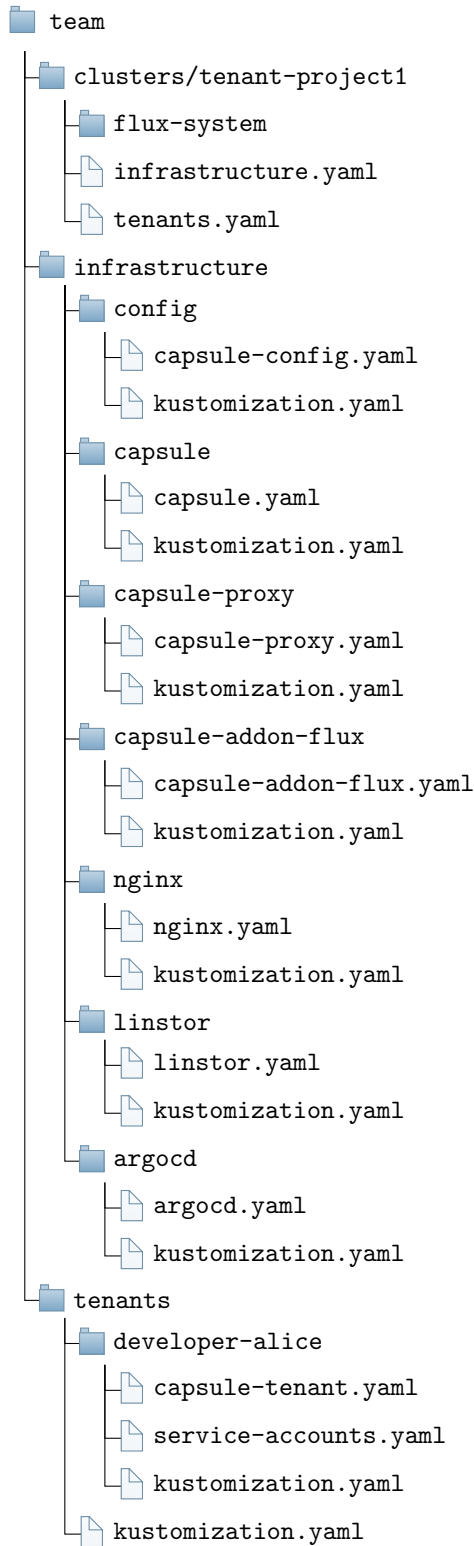 team
clusters/tenant-project1
flux-system
infrastructure.yaml
tenants.yaml
infrastructure
config
capsule-config.yaml
kustomization.yaml
capsule
capsule.yaml
kustomization.yaml
capsule-proxy
capsule-proxy.yaml
kustomization.yaml
capsule-addon-flux
capsule-addon-flux.yaml
kustomization.yaml
nginx
nginx.yaml
kustomization.yaml
linstor
linstor.yaml
kustomization.yaml
argocd
argocd.yaml
kustomization.yaml
tenants
developer-alice
capsule-tenant.yaml
service-accounts.yaml
kustomization.yaml
kustomization.yaml